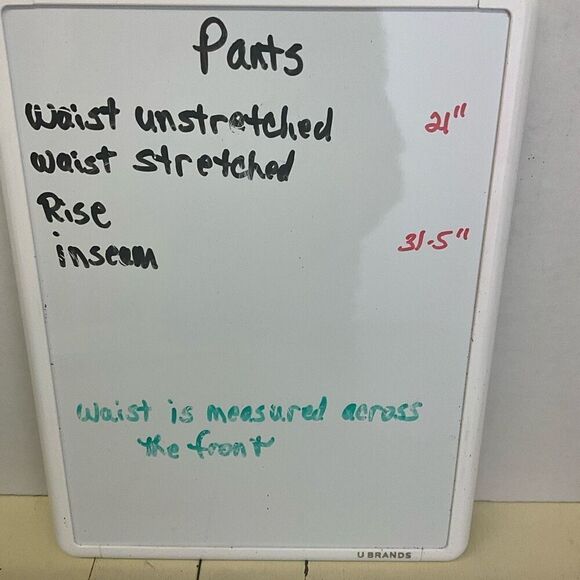 Pants
waist unstretched 21"
waist stretched
Rise
inseam 31.5"
waist is measured across
the front
U BRANDS